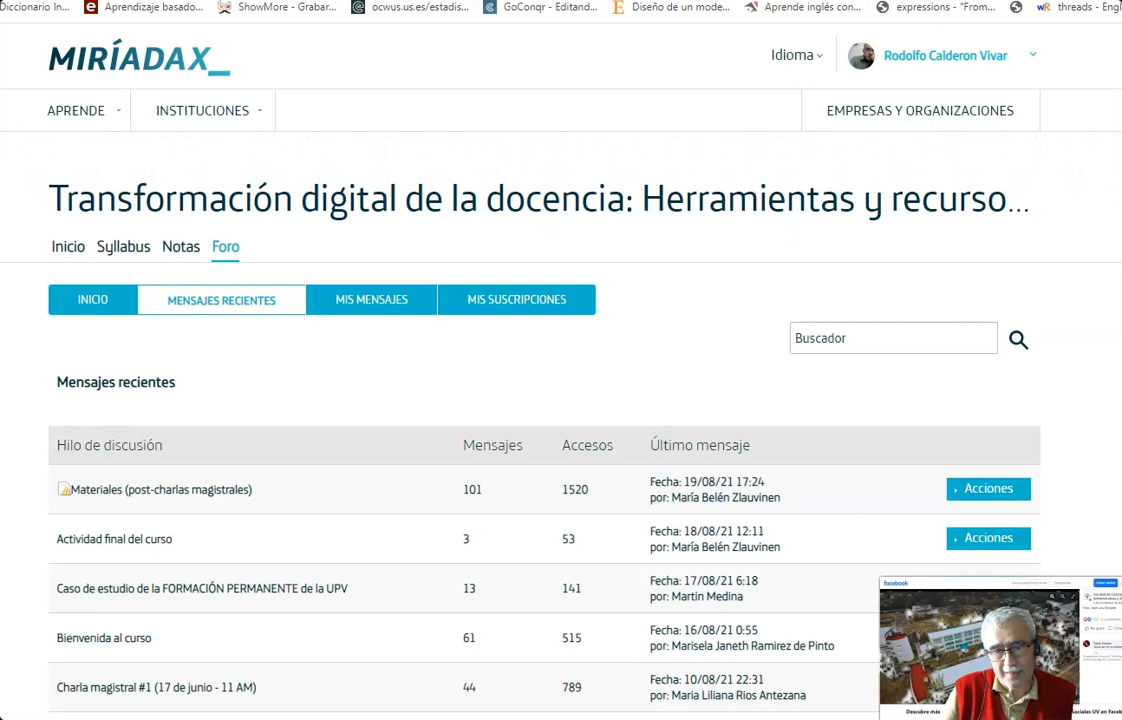 Diccionario In...
Aprendizaje basado...
ShowMore - Grabar...
ocwus.us.es/estadis...
GoConqr - Editand...
Diseño de un mode...
Aprende inglés con...
expressions - "From...
threads - Engl
MIRÍADAX_
Idioma
Rodolfo Calderon Vivar
APRENDE
INSTITUCIONES
EMPRESAS Y ORGANIZACIONES
Transformación digital de la docencia: Herramientas y recurso...
Inicio Syllabus Notas Foro
INICIO
MENSAJES RECIENTES
MIS MENSAJES
MIS SUSCRIPCIONES
Buscador
Mensajes recientes
Hilo de discusión Mensajes Accesos Último mensaje
Materiales (post-charlas magistrales) 101 1520 Fecha: 19/08/21 17:24
por: María Belén Zlauvinen
Acciones
Actividad final del curso 3 53 Fecha: 18/08/21 12:11
por: María Belén Zlauvinen
Acciones
Caso de estudio de la FORMACIÓN PERMANENTE de la UPV 13 141 Fecha: 17/08/21 6:18
por: Martin Medina
Bienvenida al curso 61 515 Fecha: 16/08/21 0:55
por: Marisela Janeth Ramirez de Pinto
Charla magistral #1 (17 de junio - 11 AM) 44 789 Fecha: 10/08/21 22:31
por: Maria Liliana Rios Antezana
facebook
Descubre más
Sociales UV en Faceb